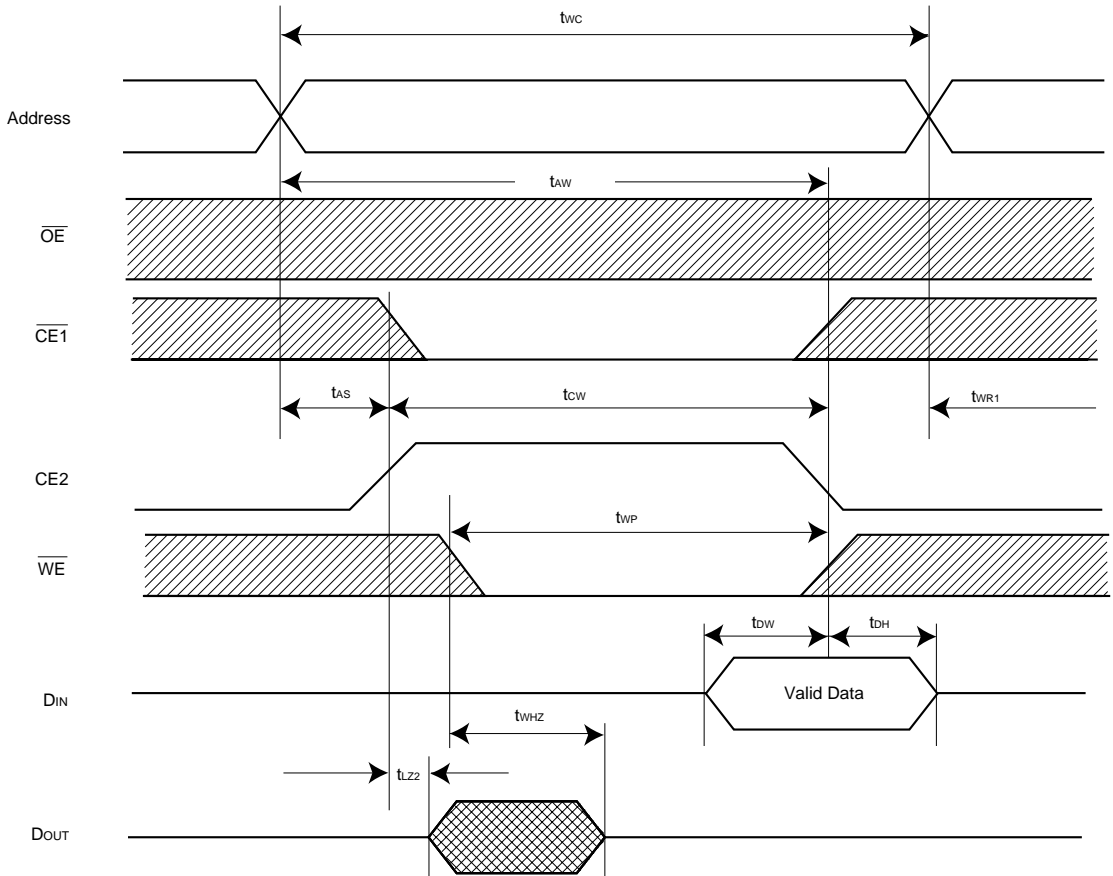 tWC
Address
tAW
OE
CE1
tAS
tCW
tWR1
CE2
tWP
WE
tDW
tDH
DIN
Valid Data
tWHZ
tLZ2
DOUT